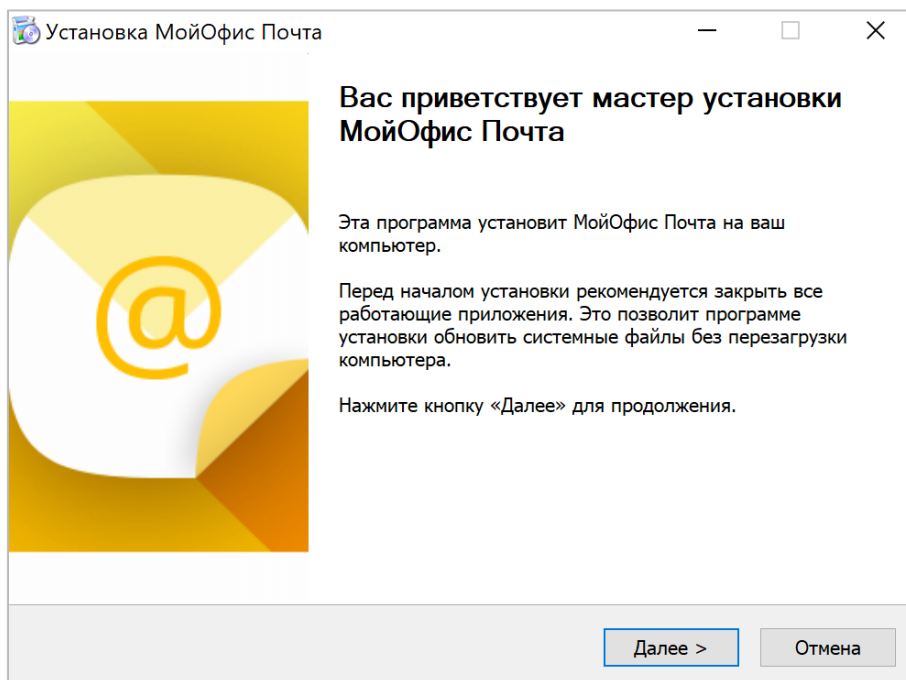 Установка МойОфис Почта
Вас приветствует мастер установки
МойОфис Почта
Эта программа установит МойОфис Почта на ваш
компьютер.
Перед началом установки рекомендуется закрыть все
работающие приложения. Это позволит программе
установки обновить системные файлы без перезагрузки
компьютера.
Нажмите кнопку «Далее» для продолжения.
@
Далее >
Отмена